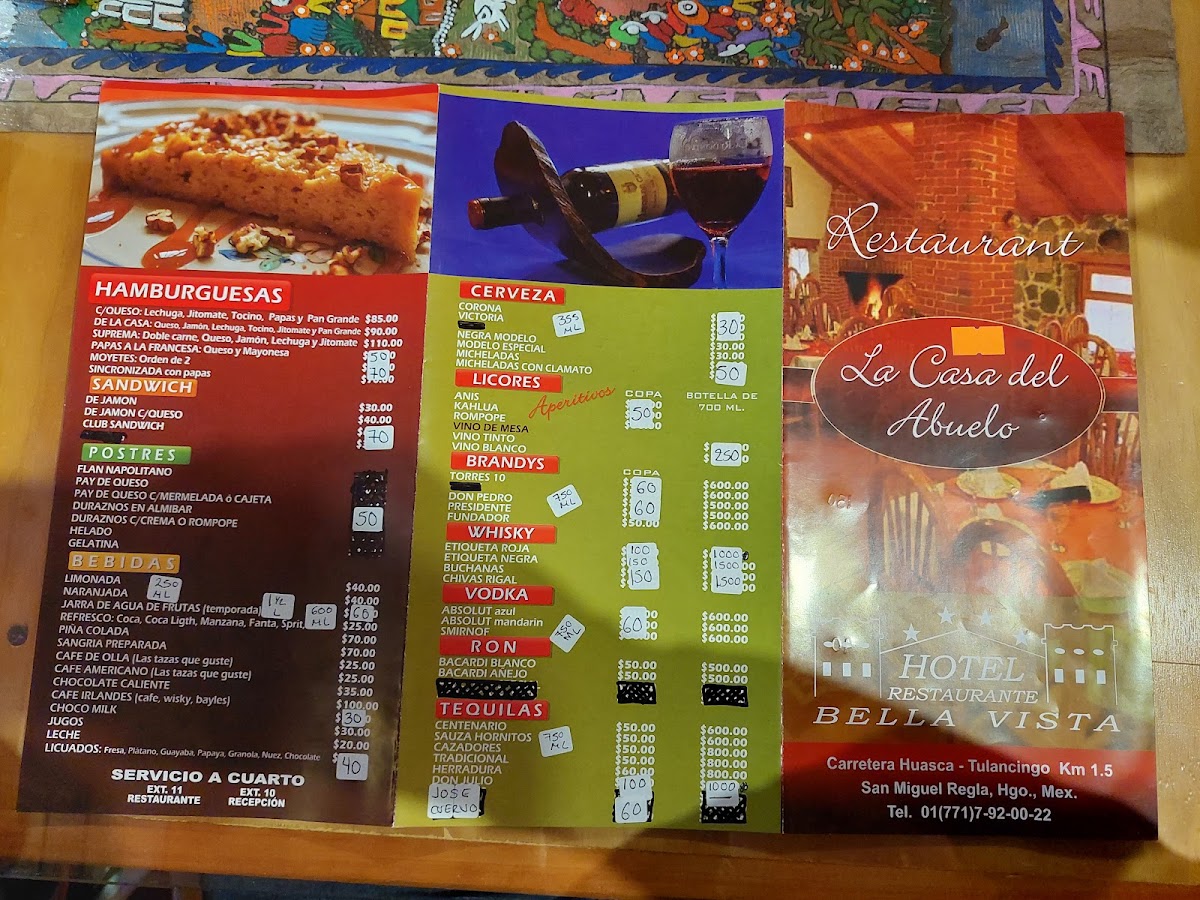 HAMBURGUESAS
C/QUESO: Lechuga, Jitomate, Tocino, Papas y Pan Grande $85.00
DE LA CASA: Queso, Jamón, Lechuga, Tocino, Jitomate y Pan Grande $90.00
SUPREMA: Doble carne, Queso, Jamón, Lechuga y Jitomate $110.00
PAPAS A LA FRANCESA: Queso y Mayonesa 50
MOYETES: Orden de 2 70
SINCRONIZADA con papas
SANDWICH
DE JAMON $30.00
DE JAMON C/QUESO $40.00
CLUB SANDWICH 70
POSTRES
FLAN NAPOLITANO
PAY DE QUESO
PAY DE QUESO C/MERMELADA ó CAJETA
DURAZNOS EN ALMIBAR 50
DURAZNOS C/CREMA O ROMPOPE
HELADO
GELATINA
BEBIDAS
LIMONADA 250 ML $40.00
NARANJADA $40.00
JARRA DE AGUA DE FRUTAS (temporada) 60
REFRESCO: Coca, Coca Ligth, Manzana, Fanta, Sprit, 600 ML $25.00
PIÑA COLADA $70.00
SANGRIA PREPARADA $70.00
CAFE DE OLLA (Las tazas que guste) $25.00
CAFE AMERICANO (Las tazas que guste) $25.00
CHOCOLATE CALIENTE $35.00
CAFE IRLANDES (cafe, wisky, bayles) $100.00
CHOCO MILK 30
JUGOS $30.00
LECHE $20.00
LICUADOS: Fresa, Plátano, Guayaba, Papaya, Granola, Nuez, Chocolate 40
SERVICIO A CUARTO
EXT. 11 EXT. 10
RESTAURANTE RECEPCIÓN
CERVEZA
CORONA
VICTORIA 355 ML 30
NEGRA MODELO
MODELO ESPECIAL $30.00
MICHELADAS $30.00
MICHELADAS CON CLAMATO 50
LICORES
Aperitivos COPA BOTELLA DE
700 ML.
ANIS
KAHLUA 50
ROMPOPE
VINO DE MESA
VINO TINTO 250
VINO BLANCO
BRANDYS COPA
TORRES 10 60 $600.00
750 ML $600.00
DON PEDRO $500.00
PRESIDENTE 60 $500.00
FUNDADOR $50.00 $600.00
WHISKY
ETIQUETA ROJA 100 1000
ETIQUETA NEGRA 150 1500
BUCHANAS
CHIVAS RIGAL 150 1500
VODKA
ABSOLUT azul $600.00
ABSOLUT mandarin 60 $600.00
SMIRNOF 750 ML $600.00
RON
BACARDI BLANCO $50.00 $500.00
BACARDI ANEJO $50.00 $500.00
TEQUILAS
CENTENARIO $50.00 $600.00
SAUZA HORNITOS 750 ML $50.00 $600.00
CAZADORES $50.00 $800.00
TRADICIONAL $50.00 $800.00
HERRADURA $60.00 $800.00
DON JULIO 100 1000
JOSE CUERVO 60
Restaurant
La Casa del
Abuelo
HOTEL
RESTAURANTE
BELLA VISTA
Carretera Huasca - Tulancingo Km 1.5
San Miguel Regla, Hgo., Mex.
Tel. 01(771)7-92-00-22